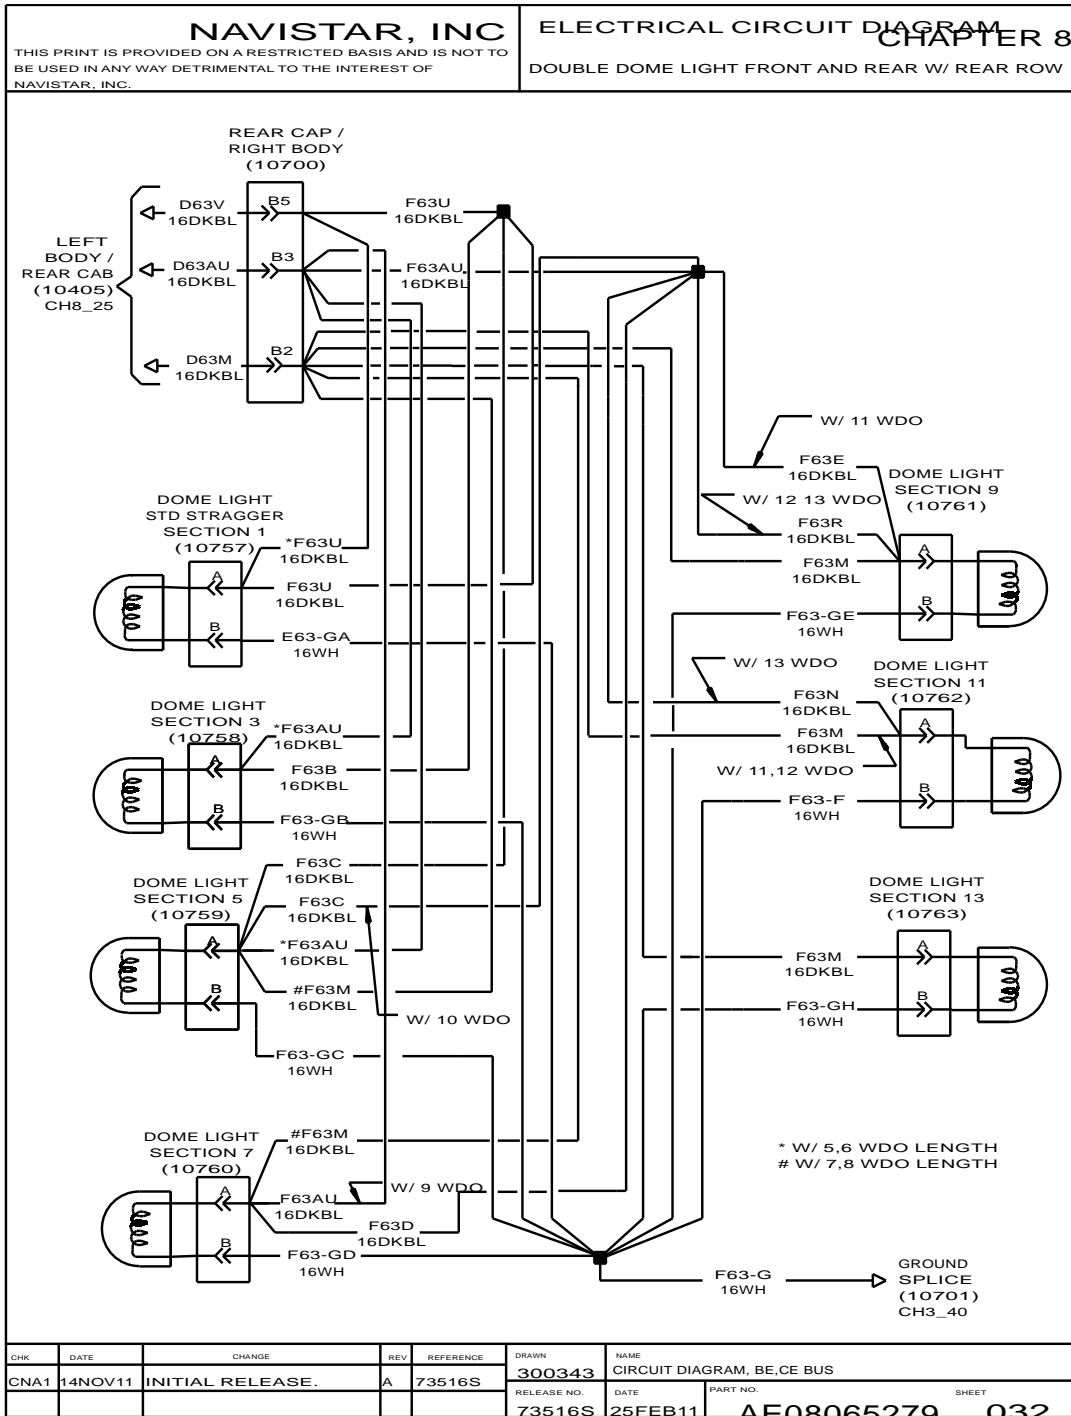 NAVISTAR, INC
THIS PRINT IS PROVIDED ON A RESTRICTED BASIS AND IS NOT TO
BE USED IN ANY WAY DETRIMENTAL TO THE INTEREST OF
NAVISTAR, INC.
ELECTRICAL CIRCUIT DIAGRAM
CHAPTER 8
DOUBLE DOME LIGHT FRONT AND REAR W/ REAR ROW
REAR CAP /
RIGHT BODY
(10700)
D63V
16DKBL
B5
F63U
16DKBL
LEFT
BODY /
REAR CAB
(10405)
CH8_25
D63AU
16DKBL
B3
F63AU
16DKBL
D63M
16DKBL
B2
W/ 11 WDO
F63E
16DKBL
DOME LIGHT
SECTION 9
(10761)
W/ 12 13 WDO
F63R
16DKBL
A
F63M
16DKBL
B
F63-GE
16WH
DOME LIGHT
STD STRAGGER
SECTION 1
(10757)
*F63U
16DKBL
A
F63U
16DKBL
B
E63-GA
16WH
W/ 13 WDO
DOME LIGHT
SECTION 11
(10762)
F63N
16DKBL
A
F63M
16DKBL
W/ 11,12 WDO
B
F63-F
16WH
DOME LIGHT
SECTION 3
(10758)
*F63AU
16DKBL
A
F63B
16DKBL
B
F63-GB
16WH
F63C
16DKBL
DOME LIGHT
SECTION 5
(10759)
F63C
16DKBL
A
*F63AU
16DKBL
B
#F63M
16DKBL
W/ 10 WDO
F63-GC
16WH
DOME LIGHT
SECTION 13
(10763)
A
F63M
16DKBL
B
F63-GH
16WH
DOME LIGHT
SECTION 7
(10760)
#F63M
16DKBL
* W/ 5,6 WDO LENGTH
# W/ 7,8 WDO LENGTH
A
F63AU
16DKBL
W/ 9 WDO
F63D
16DKBL
B
F63-GD
16WH
F63-G
16WH
GROUND
SPLICE
(10701)
CH3_40
CHK DATE CHANGE REV REFERENCE
CNA1 14NOV11 INITIAL RELEASE. A 73516S
DRAWN
300343
NAME
CIRCUIT DIAGRAM, BE,CE BUS
RELEASE NO.
73516S
DATE
25FEB11
PART NO.
AE08065279
SHEET
032